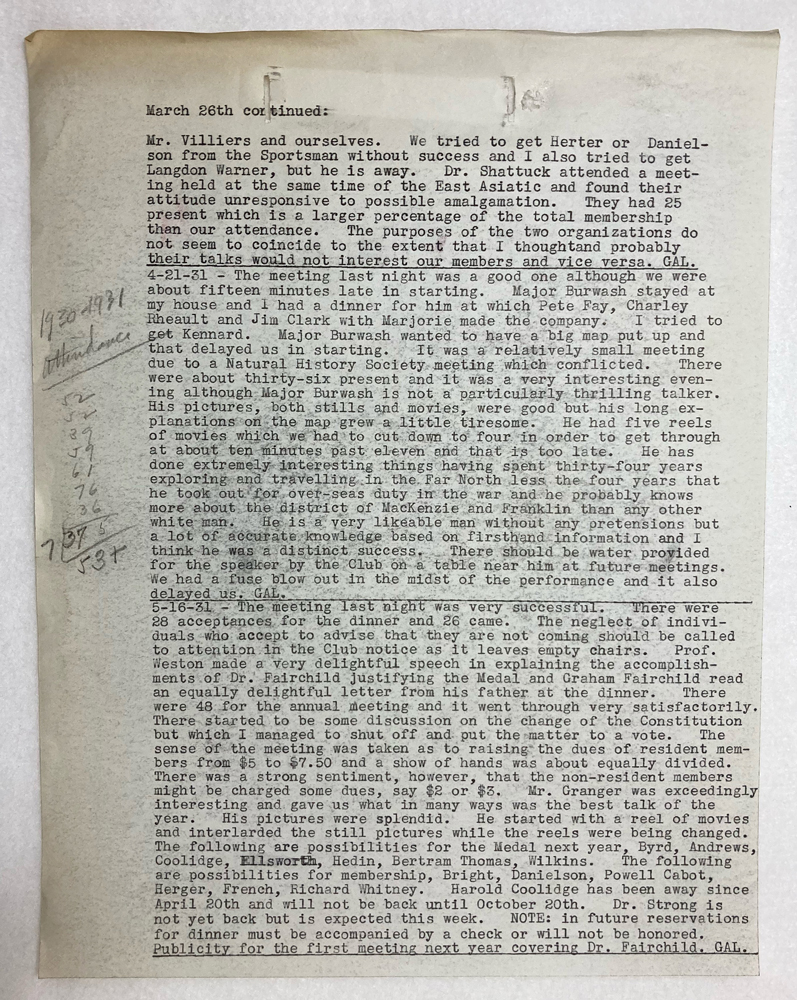 March 26th continued:
Mr. Villiers and ourselves. We tried to get Herter or Daniel-
son from the Sportsman without success and I also tried to get
Langdon Warner, but he is away. Dr. Shattuck attended a meet-
ing held at the same time of the East Asiatic and found their
attitude unresponsive to possible amalgamation. They had 25
present which is a larger percentage of the total membership
than our attendance. The purposes of the two organizations do
not seem to coincide to the extent that I thoughtand probably
their talks would not interest our members and vice versa. GAL.
4-21-31 - The meeting last night was a good one although we were
about fifteen minutes late in starting. Major Burwash stayed at
my house and I had a dinner for him at which Pete Fay, Charley
Rheault and Jim Clark with Marjorie made the company. I tried to
get Kennard. Major Burwash wanted to have a big map put up and
that delayed us in starting. It was a relatively small meeting
due to a Natural History Society meeting which conflicted. There
were about thirty-six present and it was a very interesting even-
ing although Major Burwash is not a particularly thrilling talker.
His pictures, both stills and movies, were good but his long ex-
planations on the map grew a little tiresome. He had five reels
of movies which we had to cut down to four in order to get through
at about ten minutes past eleven and that is too late. He has
done extremely interesting things having spent thirty-four years
exploring and travelling in the Far North less the four years that
he took out for over-seas duty in the war and he probably knows
more about the district of MacKenzie and Franklin than any other
white man. He is a very likeable man without any pretensions but
a lot of accurate knowledge based on firsthand information and I
think he was a distinct success. There should be water provided
for the speaker by the Club on a table near him at future meetings.
We had a fuse blow out in the midst of the performance and it also
delayed us. GAL.
5-16-31 - The meeting last night was very successful. There were
28 acceptances for the dinner and 26 came. The neglect of indivi-
duals who accept to advise that they are not coming should be called
to attention in the Club notice as it leaves empty chairs. Prof.
Weston made a very delightful speech in explaining the accomplish-
ments of Dr. Fairchild justifying the Medal and Graham Fairchild read
an equally delightful letter from his father at the dinner. There
were 48 for the annual meeting and it went through very satisfactorily.
There started to be some discussion on the change of the Constitution
but which I managed to shut off and put the matter to a vote. The
sense of the meeting was taken as to raising the dues of resident mem-
bers from $5 to $7.50 and a show of hands was about equally divided.
There was a strong sentiment, however, that the non-resident members
might be charged some dues, say $2 or $3. Mr. Granger was exceedingly
interesting and gave us what in many ways was the best talk of the
year. His pictures were splendid. He started with a reel of movies
and interlarded the still pictures while the reels were being changed.
The following are possibilities for the Medal next year, Byrd, Andrews,
Coolidge, Ellsworth, Hedin, Bertram Thomas, Wilkins. The following
are possibilities for membership, Bright, Danielson, Powell Cabot,
Herger, French, Richard Whitney. Harold Coolidge has been away since
April 20th and will not be back until October 20th. Dr. Strong is
not yet back but is expected this week. NOTE: in future reservations
for dinner must be accompanied by a check or will not be honored.
Publicity for the first meeting next year covering Dr. Fairchild. GAL.
1930-1931
Attendance
52
52
39
59
61
76
36
7 375
53+